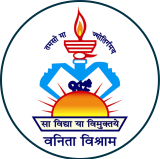 तमसो मा ज्योतिर्गमय
सा विद्या या विमुक्तये
वनिता विश्राम